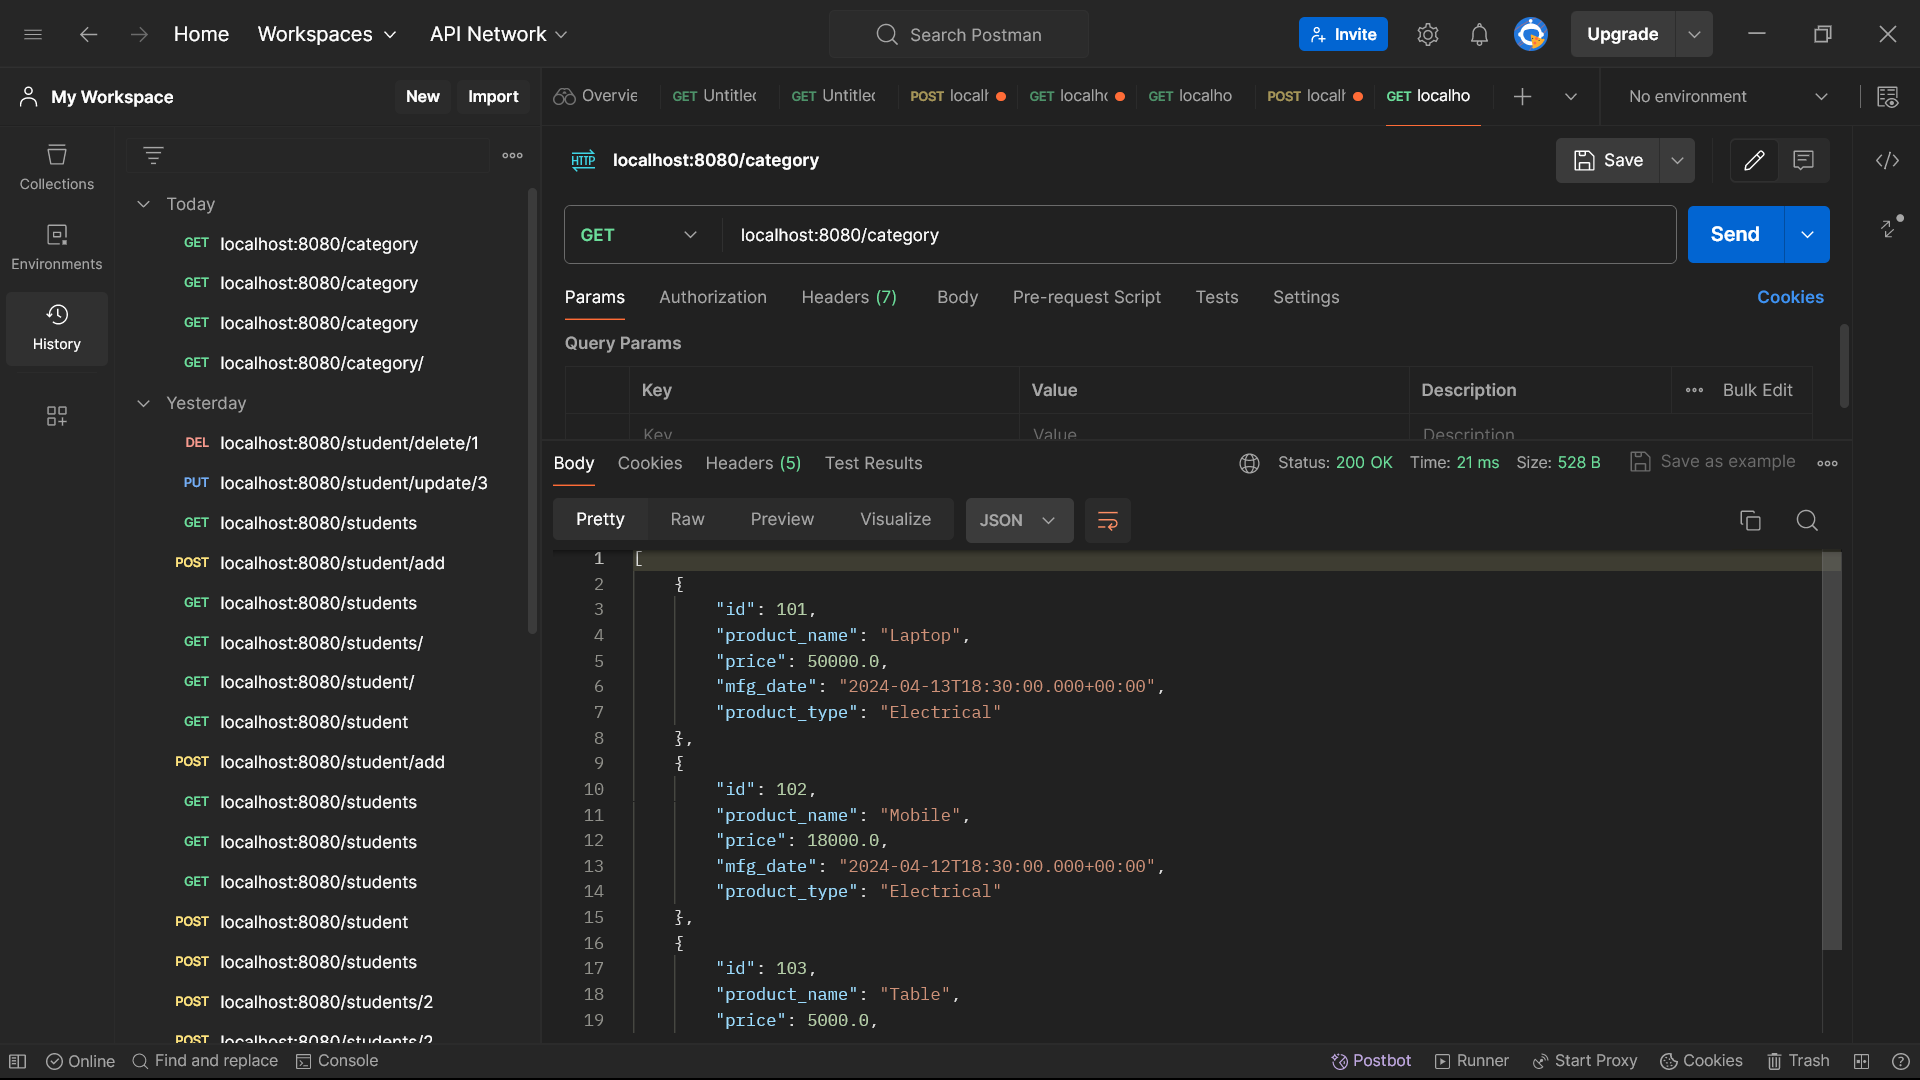 Home Workspaces API Network Search Postman Invite Upgrade
My Workspace New Import Overvie GET Untitled GET Untitled POST localh GET localho GET localho POST localh GET localho No environment
Collections
Environments
History
Today
GET localhost:8080/category
GET localhost:8080/category
GET localhost:8080/category
GET localhost:8080/category/
Yesterday
DEL localhost:8080/student/delete/1
PUT localhost:8080/student/update/3
GET localhost:8080/students
POST localhost:8080/student/add
GET localhost:8080/students
GET localhost:8080/students/
GET localhost:8080/student/
GET localhost:8080/student
POST localhost:8080/student/add
GET localhost:8080/students
GET localhost:8080/students
GET localhost:8080/students
POST localhost:8080/student
POST localhost:8080/students
POST localhost:8080/students/2
POST localhost:8080/students/2
HTTP localhost:8080/category Save
GET localhost:8080/category Send
Params Authorization Headers (7) Body Pre-request Script Tests Settings Cookies
Query Params
Key Value Description Bulk Edit
Key Value Description
Body Cookies Headers (5) Test Results Status: 200 OK Time: 21 ms Size: 528 B Save as example
Pretty Raw Preview Visualize JSON
1 [
2 {
3 "id": 101,
4 "product_name": "Laptop",
5 "price": 50000.0,
6 "mfg_date": "2024-04-13T18:30:00.000+00:00",
7 "product_type": "Electrical"
8 },
9 {
10 "id": 102,
11 "product_name": "Mobile",
12 "price": 18000.0,
13 "mfg_date": "2024-04-12T18:30:00.000+00:00",
14 "product_type": "Electrical"
15 },
16 {
17 "id": 103,
18 "product_name": "Table",
19 "price": 5000.0,
Online Find and replace Console Postbot Runner Start Proxy Cookies Trash